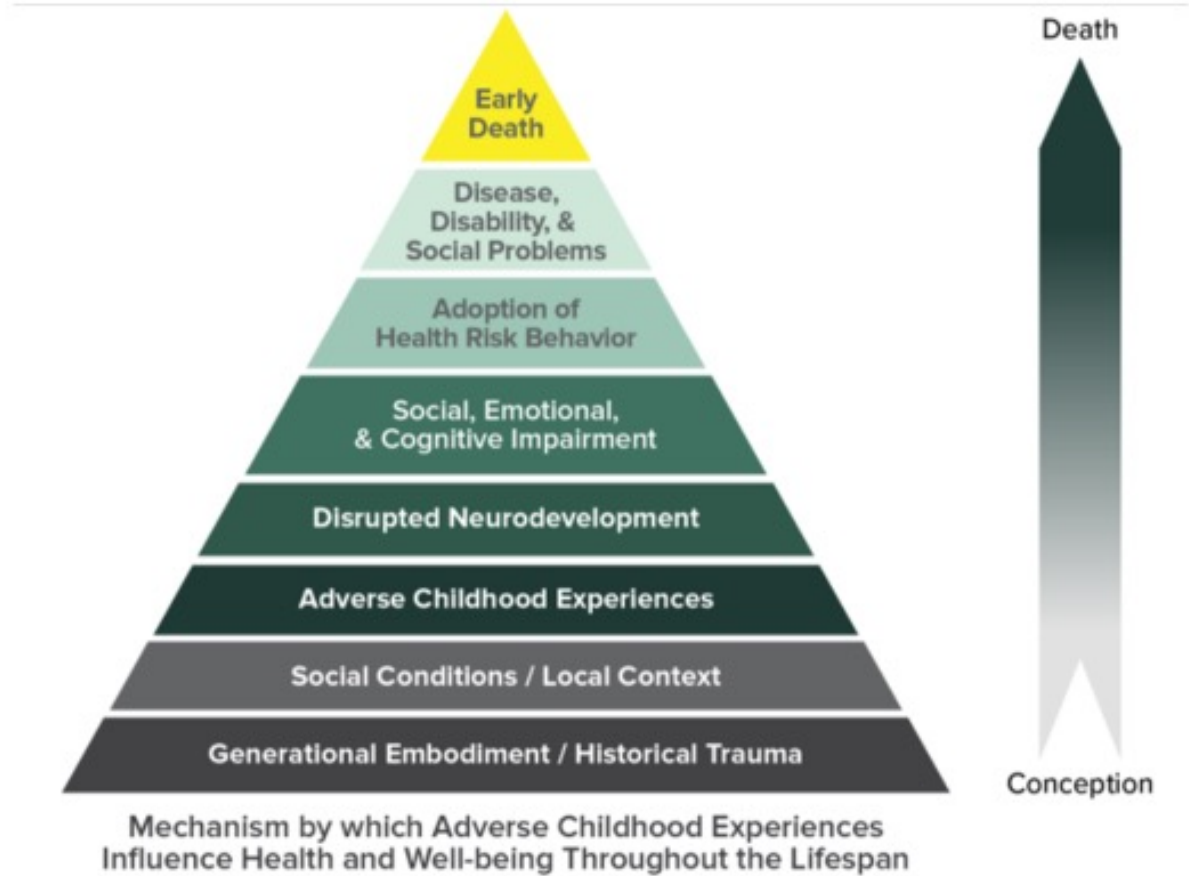 Death
Early
Death
Disease,
Disability, &
Social Problems
Adoption of
Health Risk Behavior
Social, Emotional,
& Cognitive Impairment
Disrupted Neurodevelopment
Adverse Childhood Experiences
Social Conditions / Local Context
Generational Embodiment / Historical Trauma
Conception
Mechanism by which Adverse Childhood Experiences
Influence Health and Well-being Throughout the Lifespan